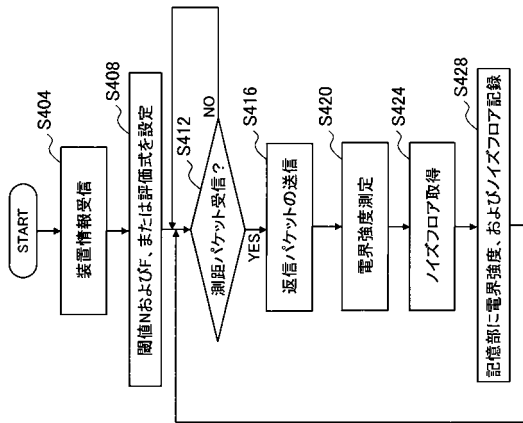 START
S404
装置情報受信
S408
閾値NおよびF、または評価式を設定
S412
測距パケット受信？
NO
YES
S416
返信パケットの送信
S420
電界強度測定
S424
ノイズフロア取得
S428
記憶部に電界強度、およびノイズフロア記録